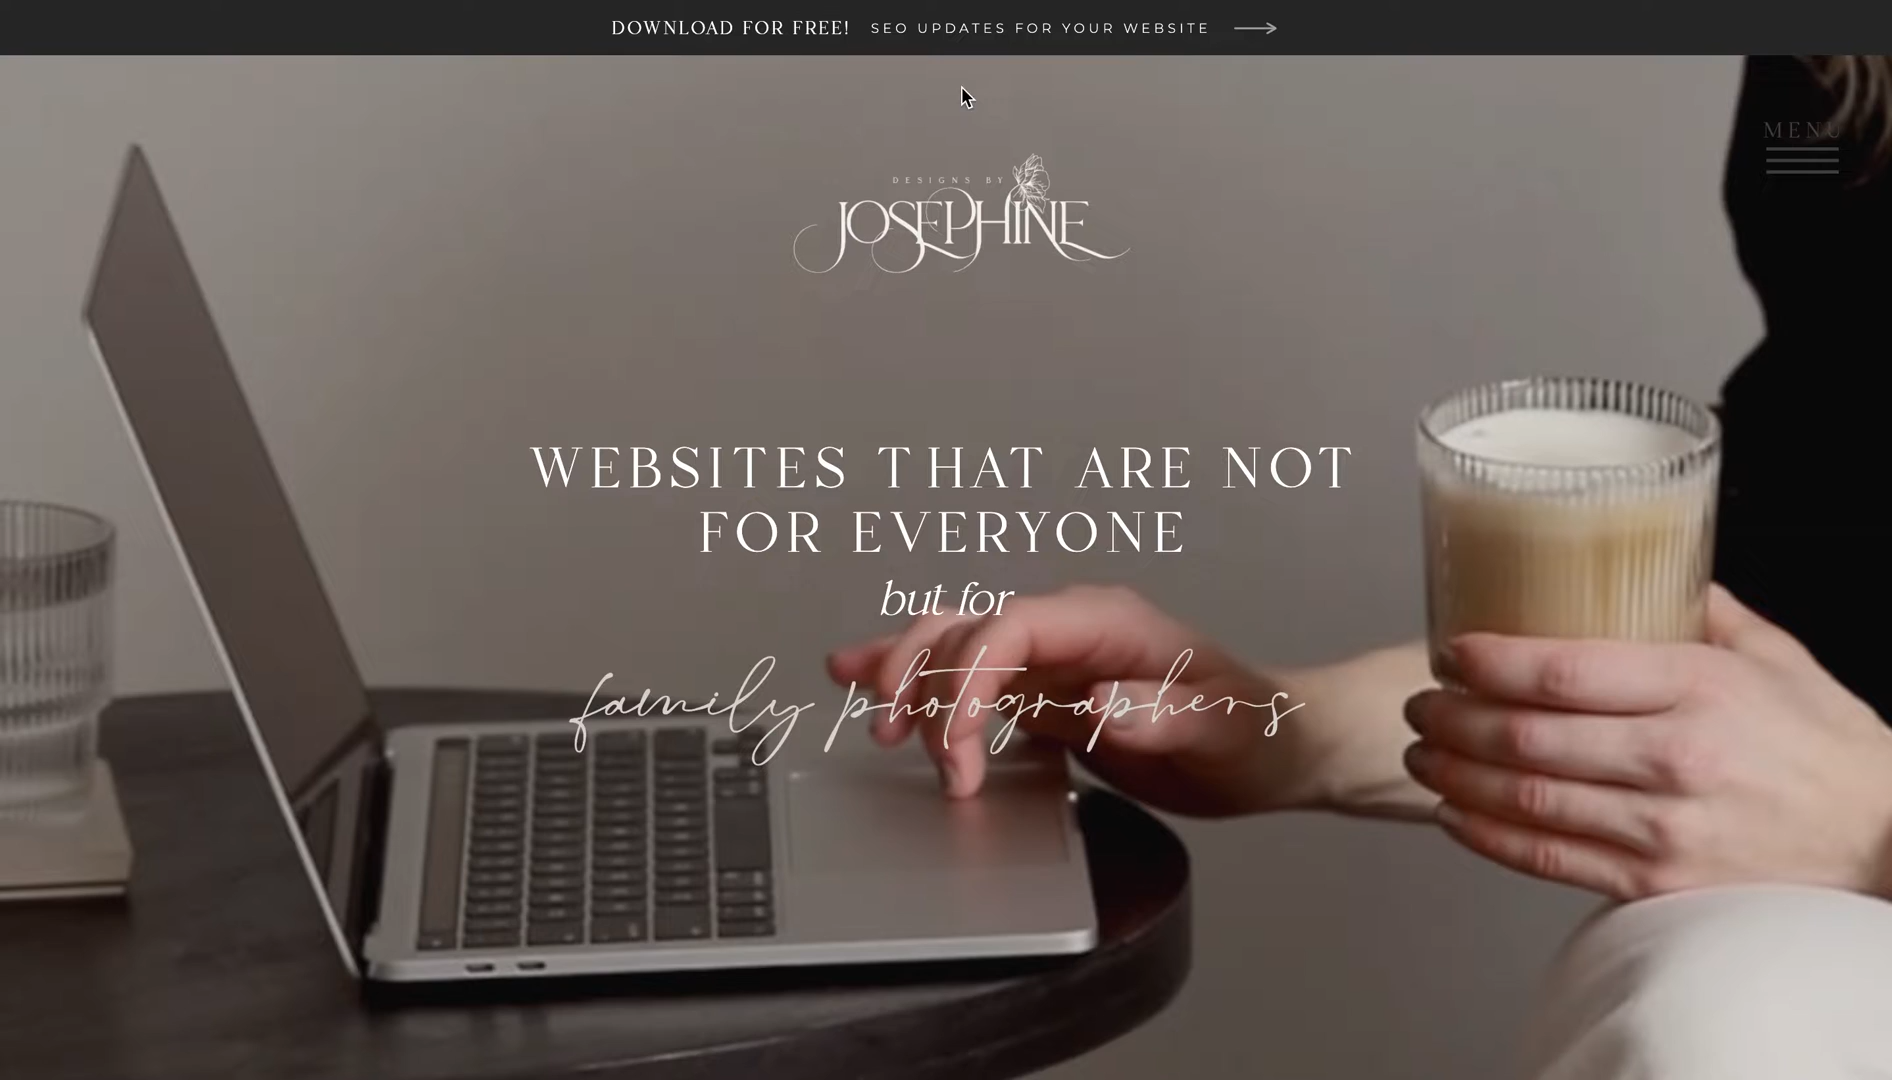 DOWNLOAD FOR FREE! SEO UPDATES FOR YOUR WEBSITE
MENU
DESIGNS BY
JOSEPHINE
WEBSITES THAT ARE NOT
FOR EVERYONE
but for
family photographers